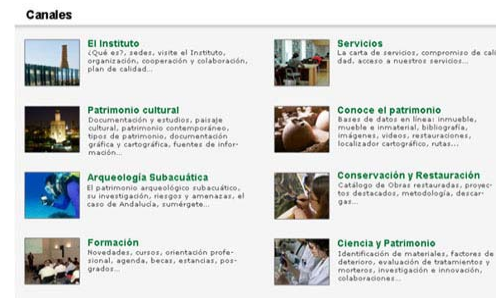 Canales
El Instituto
¿Qué es?, sedes, visite el Instituto,
organización, cooperación y colaboración,
plan de calidad...
Servicios
La carta de servicios, compromiso de cali
dad, acceso a nuestros servicios...
Patrimonio cultural
Documentación y estudios, paisaje
cultural, patrimonio contemporáneo,
tipos de patrimonio, documentación
gráfica y cartográfica, fuentes de infor-
mación...
Conoce el patrimonio
Bases de datos en línea: inmueble,
mueble e inmaterial, bibliografía,
imágenes, videos, restauraciones,
localizador cartográfico, rutas...
Arqueología Subacuática
El patrimonio arqueológico subacuático,
su investigación, riesgos y amenazas, el
caso de Andalucía, sumérgete...
Conservación y Restauración
Catálogo de Obras restauradas, proyec-
tos destacados, metodología, descar-
gas...
Formación
Novedades, cursos, orientación profe-
sional, agenda, becas, estancias, pos-
grados...
Ciencia y Patrimonio
Identificación de materiales, factores de
deterioro, evaluación de tratamientos y
morteros, investigación e innovación,
colaboraciones...